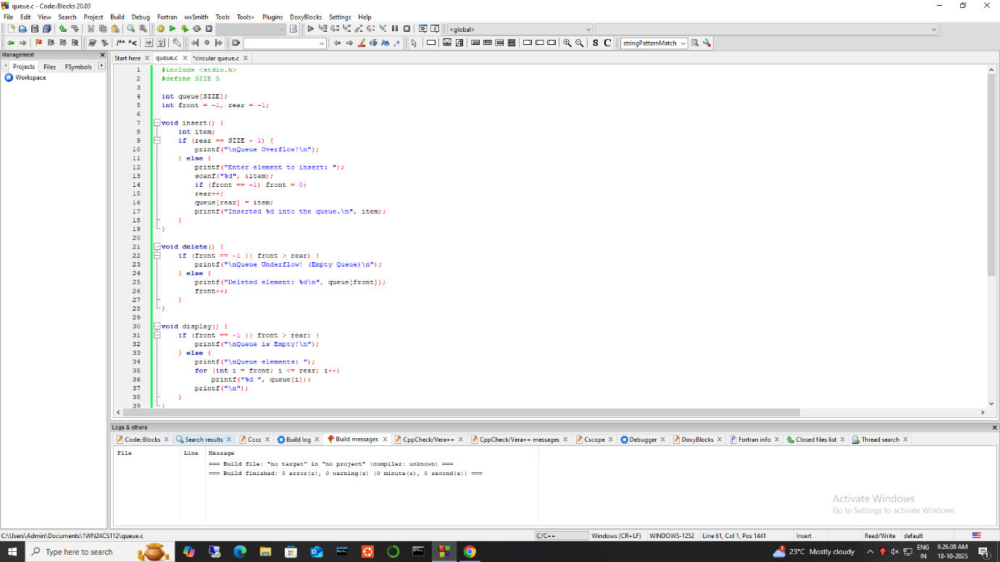 queue.c - Code::Blocks 20.03
File Edit View Search Project Build Debug Fortran wxSmith Tools Tools+ Plugins DoxyBlocks Settings Help
<global>
/** *< stringPatternMatch
S C
Management
Projects Files FSymbols
Workspace
Start here queue.c *circular queue.c
1 #include <stdio.h>
2 #define SIZE 5
3
4 int queue[SIZE];
5 int front = -1, rear = -1;
6
7 void insert() {
8 int item;
9 if (rear == SIZE - 1) {
10 printf("\nQueue Overflow!\n");
11 } else {
12 printf("Enter element to insert: ");
13 scanf("%d", &item);
14 if (front == -1) front = 0;
15 rear++;
16 queue[rear] = item;
17 printf("Inserted %d into the queue.\n", item);
18 }
19 }
20
21 void delete() {
22 if (front == -1 || front > rear) {
23 printf("\nQueue Underflow! (Empty Queue)\n");
24 } else {
25 printf("Deleted element: %d\n", queue[front]);
26 front++;
27 }
28 }
29
30 void display() {
31 if (front == -1 || front > rear) {
32 printf("\nQueue is Empty!\n");
33 } else {
34 printf("\nQueue elements: ");
35 for (int i = front; i <= rear; i++)
36 printf("%d ", queue[i]);
37 printf("\n");
38 }
39 }
Logs & others
Code::Blocks Search results Cccc Build log Build messages CppCheck/Vera++ CppCheck/Vera++ messages Cscope Debugger DoxyBlocks Fortran info Closed files list Thread search
File Line Message
=== Build file: "no target" in "no project" (compiler: unknown) ===
=== Build finished: 0 error(s), 0 warning(s) (0 minute(s), 0 second(s)) ===
Activate Windows
Go to Settings to activate Windows.
C:\Users\Admin\Documents\1WN24CS112\queue.c C/C++ Windows (CR+LF) WINDOWS-1252 Line 61, Col 1, Pos 1441 Insert Read/Write default
Type here to search
23°C Mostly cloudy
ENG
IN
9.26.08 AM
18-10-2025